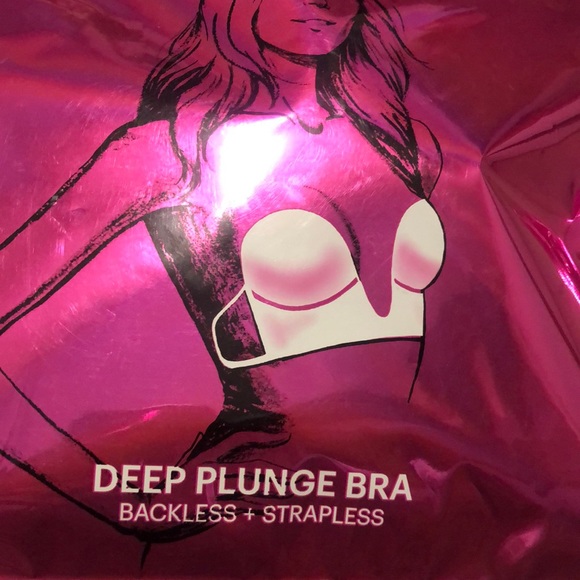 DEEP PLUNGE BRA
BACKLESS + STRAPLESS